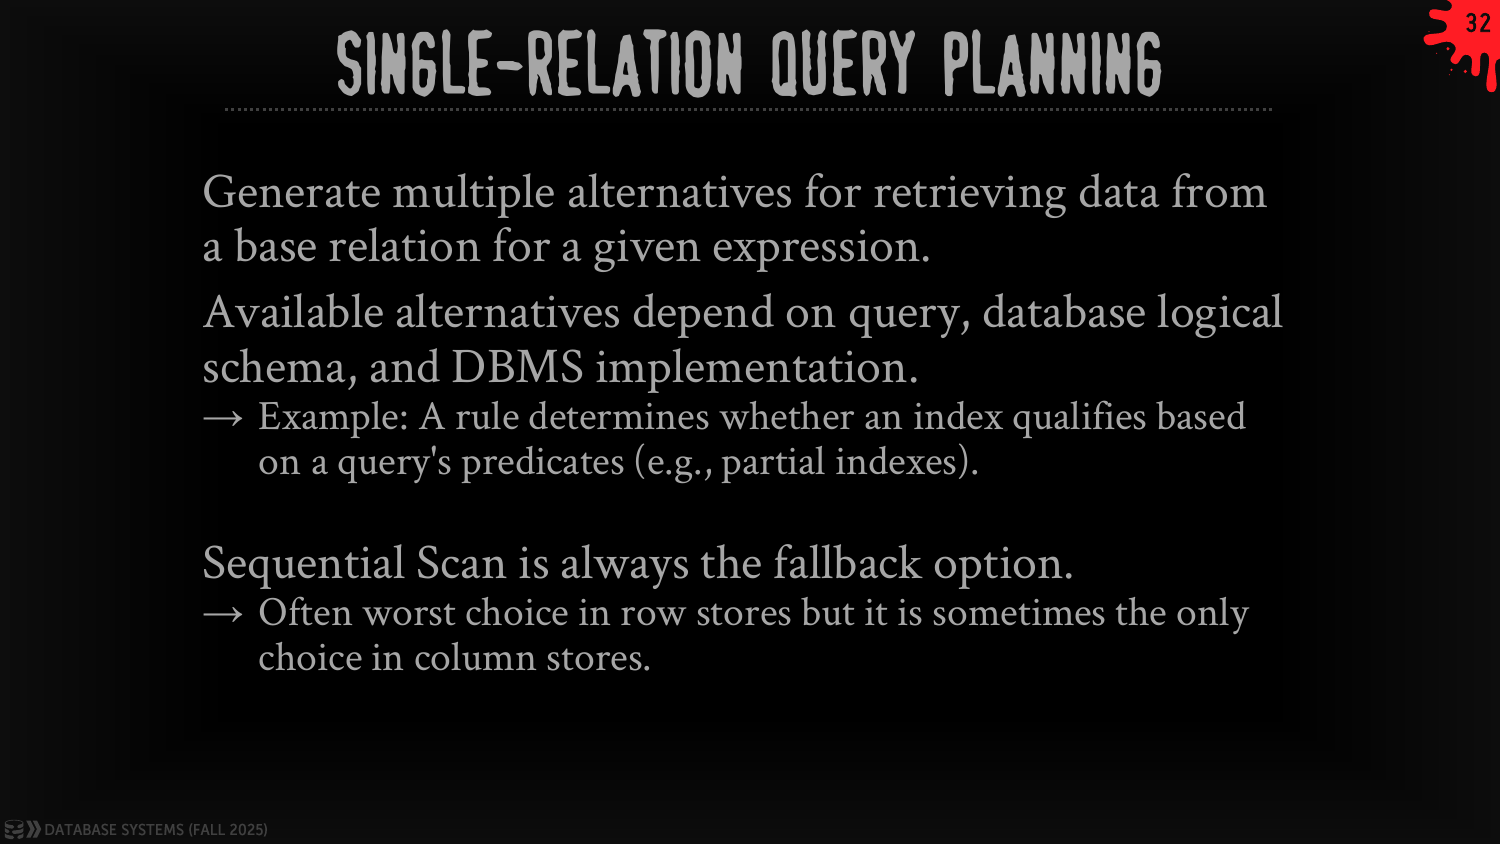 SINGLE-RELATION QUERY PLANNING
32
Generate multiple alternatives for retrieving data from
a base relation for a given expression.
Available alternatives depend on query, database logical
schema, and DBMS implementation.
→ Example: A rule determines whether an index qualifies based
on a query's predicates (e.g., partial indexes).
Sequential Scan is always the fallback option.
→ Often worst choice in row stores but it is sometimes the only
choice in column stores.
DATABASE SYSTEMS (FALL 2025)